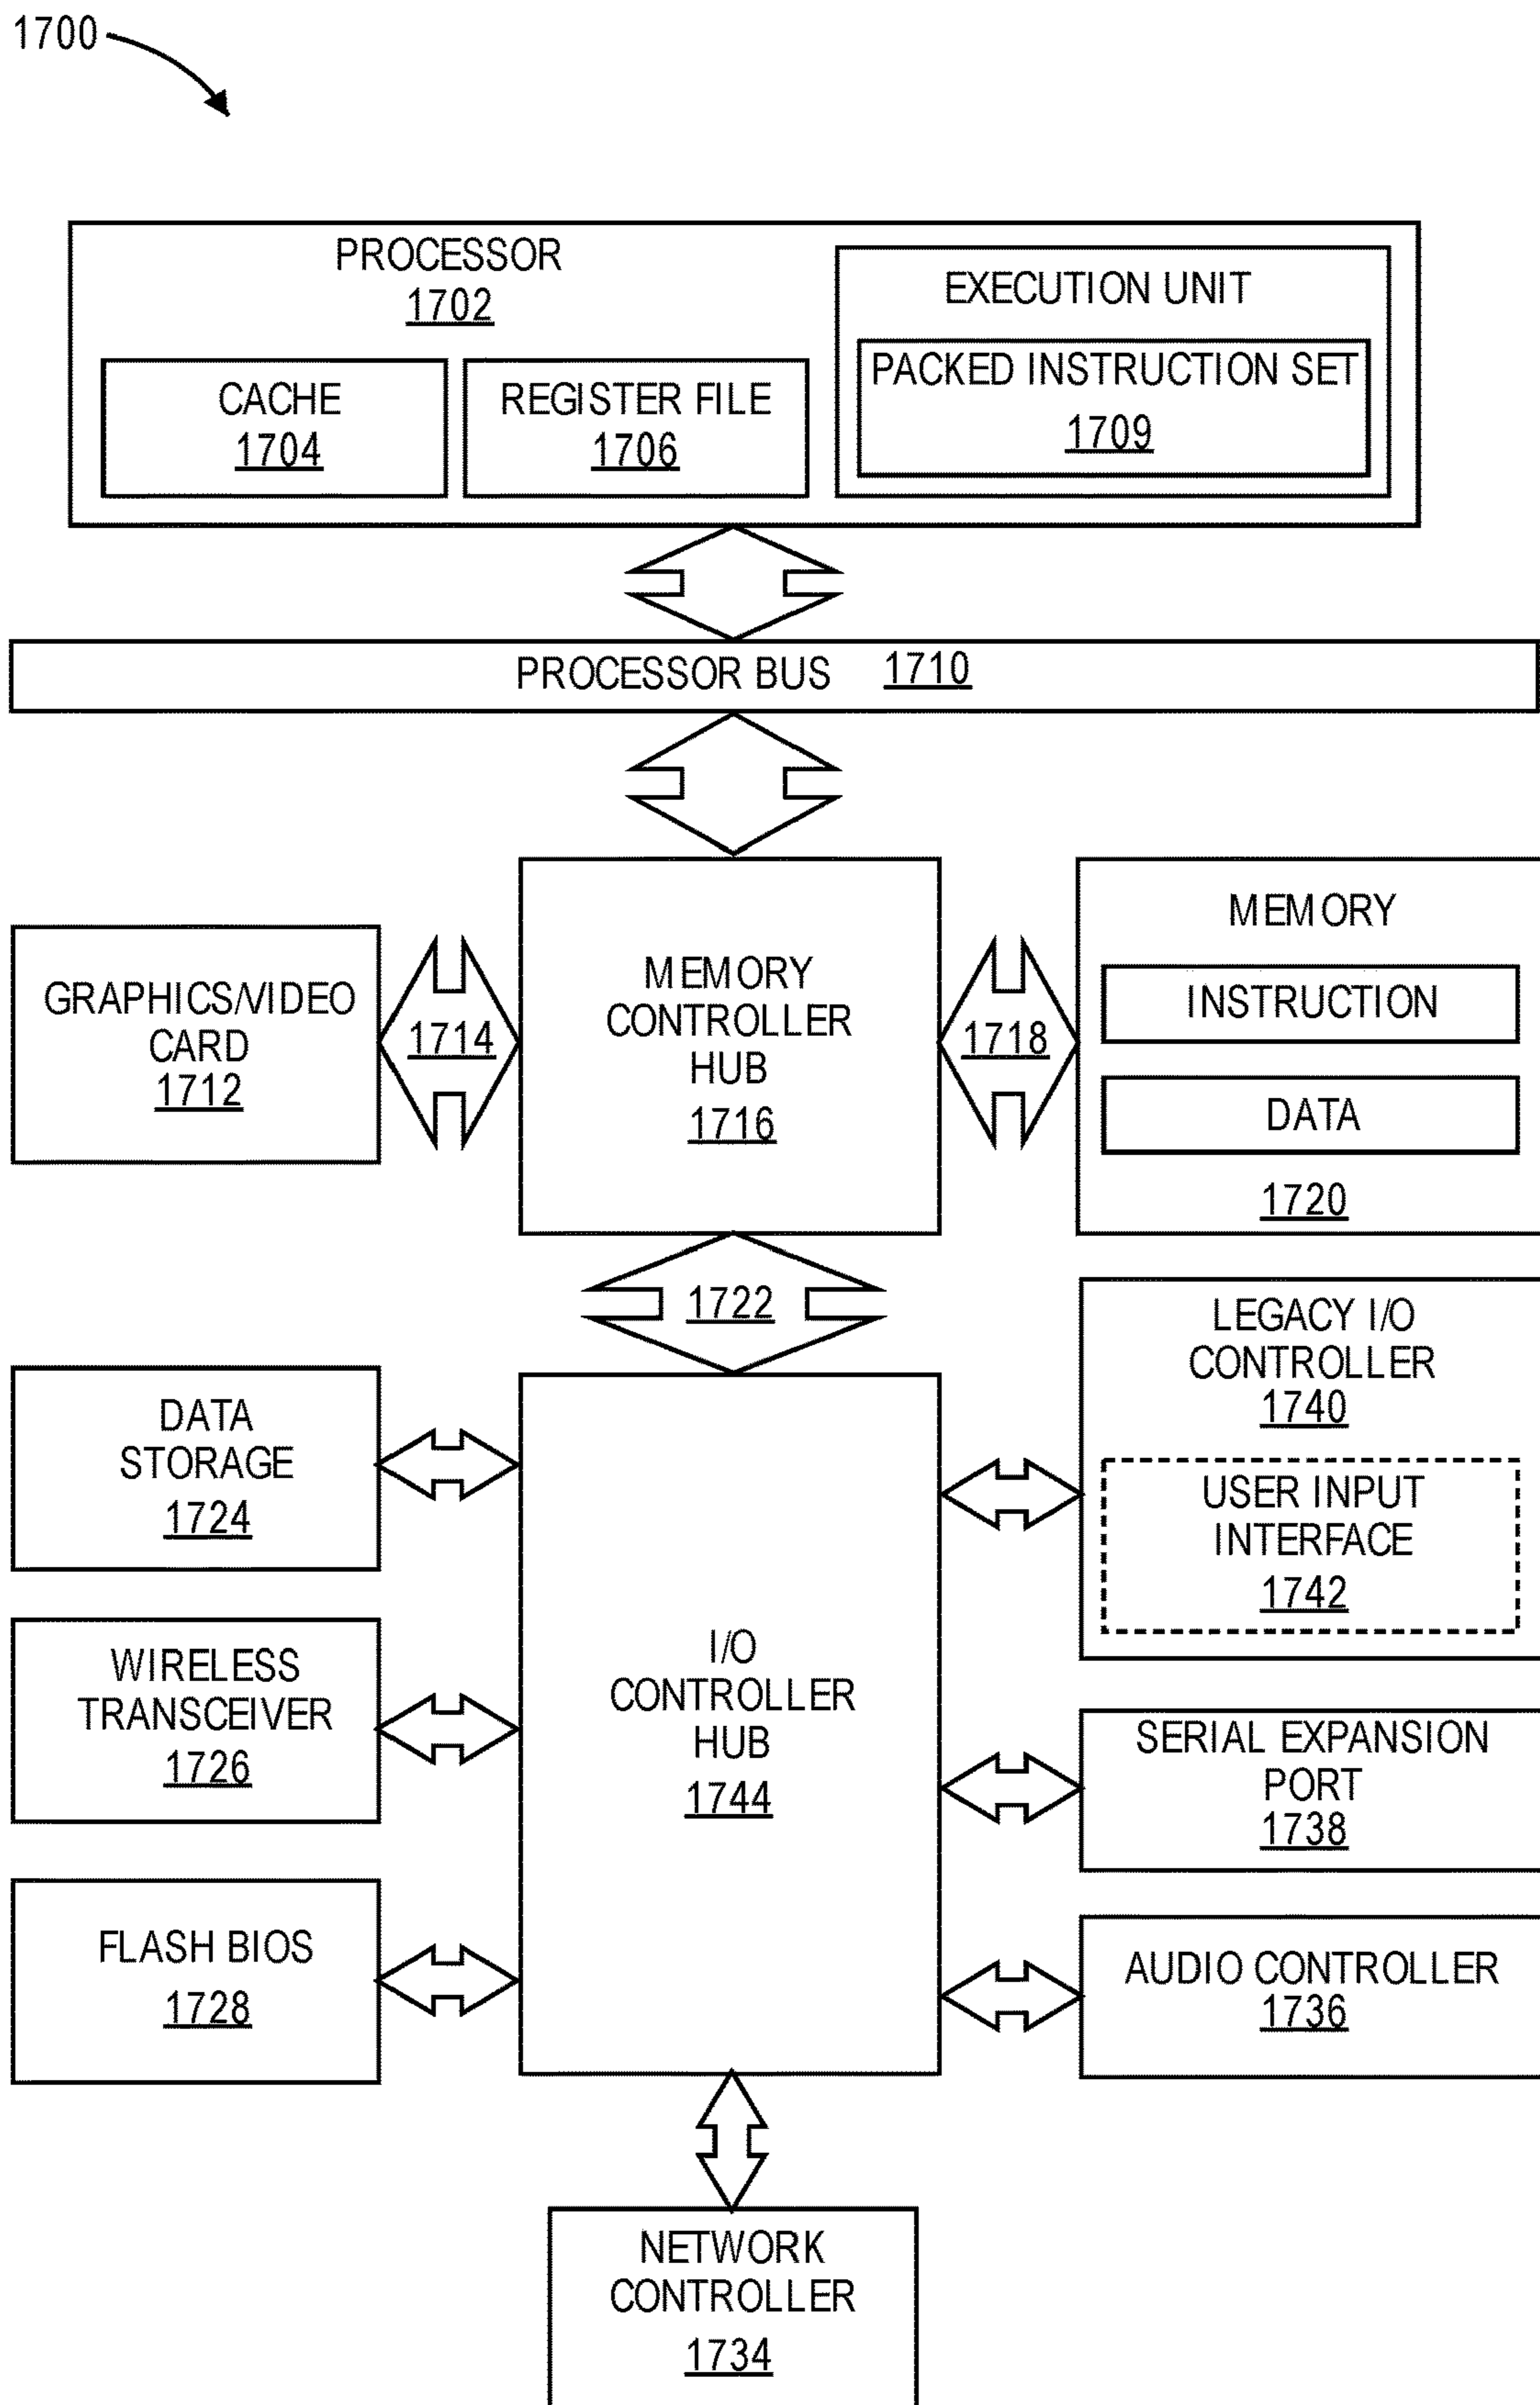 1700
PROCESSOR
1702
CACHE
1704
REGISTER FILE
1706
EXECUTION UNIT
PACKED INSTRUCTION SET
1709
PROCESSOR BUS 1710
GRAPHICS/VIDEO
CARD
1712
1714
MEMORY
CONTROLLER
HUB
1716
1718
MEMORY
INSTRUCTION
DATA
1720
1722
DATA
STORAGE
1724
WIRELESS
TRANSCEIVER
1726
FLASH BIOS
1728
I/O
CONTROLLER
HUB
1744
LEGACY I/O
CONTROLLER
1740
USER INPUT
INTERFACE
1742
SERIAL EXPANSION
PORT
1738
AUDIO CONTROLLER
1736
NETWORK
CONTROLLER
1734